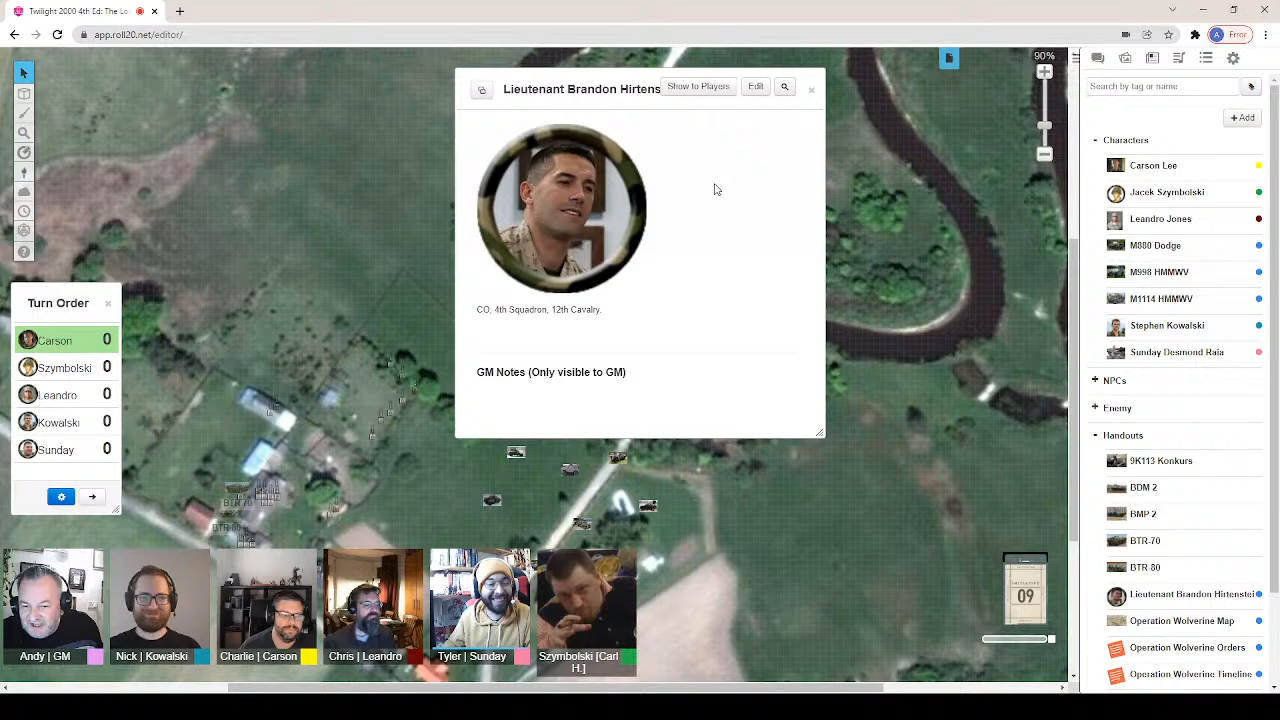 Twilight 2000 4th Ed: The Lo
app.roll20.net/editor/
Error
90%
Lieutenant Brandon Hirtens
Show to Players
Edit
CO, 4th Squadron, 12th Cavalry.
GM Notes (Only visible to GM)
Turn Order
Carson 0
Szymbolski 0
Leandro 0
Kowalski 0
Sunday 0
BTR 70
BTR 80
Search by tag or name...
+ Add
Characters
Carson Lee
Jacek Szymbolski
Leandro Jones
M880 Dodge
M998 HMMWV
M1114 HMMWV
Stephen Kowalski
Sunday Desmond Raia
NPCs
Enemy
Handouts
9K113 Konkurs
BDM 2
BMP 2
BTR-70
BTR-80
Lieutenant Brandon Hirtenstei
Operation Wolverine Map
Operation Wolverine Orders
Operation Wolverine Timeline
INITIATIVE
09
Andy | GM
Nick | Kowalski
Charlie | Carson
Chris | Leandro
Tyler | Sunday
Szymbolski [Carl
H.]